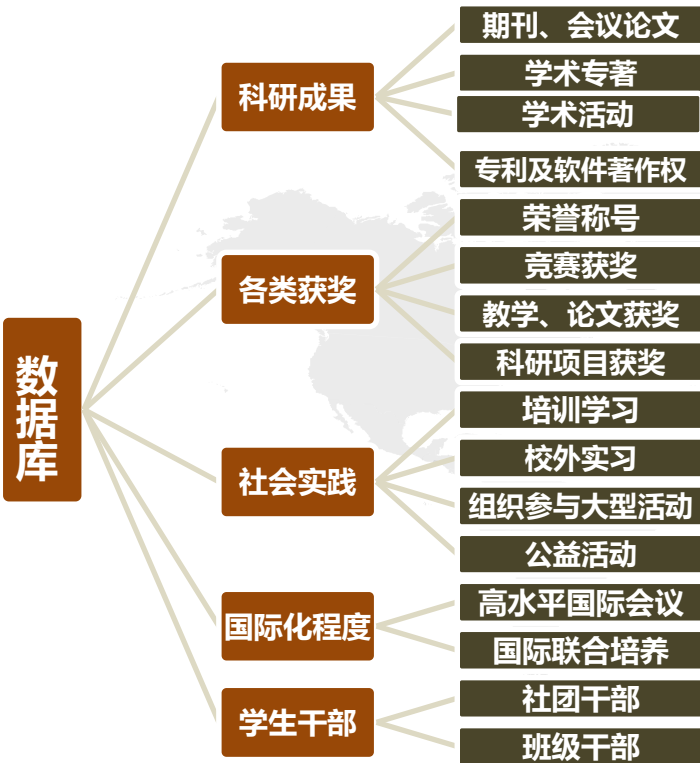 数据库
科研成果
期刊、会议论文
学术专著
学术活动
专利及软件著作权
各类获奖
荣誉称号
竞赛获奖
教学、论文获奖
科研项目获奖
社会实践
培训学习
校外实习
组织参与大型活动
公益活动
国际化程度
高水平国际会议
国际联合培养
学生干部
社团干部
班级干部